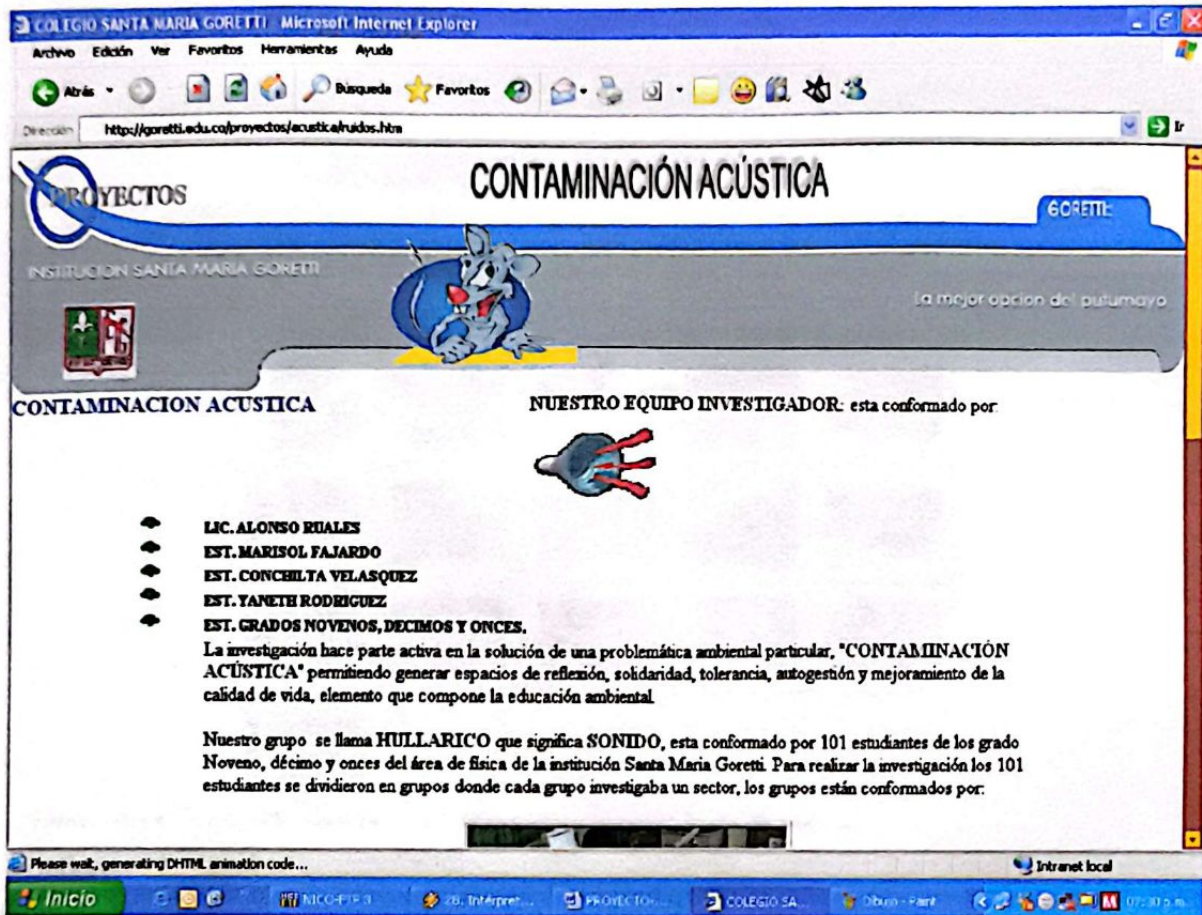 COLEGIO SANTA MARIA GORETTI - Microsoft Internet Explorer
Archivo Edición Ver Favoritos Herramientas Ayuda
Atrás Búsqueda Favoritos
Dirección http://goretti.edu.co/proyectos/acustica/ruidos.htm Ir
PROYECTOS
CONTAMINACIÓN ACÚSTICA
GORETTI
INSTITUCION SANTA MARIA GORETTI
La mejor opcion del putumayo
CONTAMINACION ACUSTICA
NUESTRO EQUIPO INVESTIGADOR: esta conformado por:
LIC. ALONSO RUALES
EST. MARISOL FAJARDO
EST. CONCHILTA VELASQUEZ
EST. YANETH RODRIGUEZ
EST. GRADOS NOVENOS, DECIMOS Y ONCES.
La investigación hace parte activa en la solución de una problemática ambiental particular, "CONTAMINACIÓN
ACÚSTICA" permitiendo generar espacios de reflexión, solidaridad, tolerancia, autogestión y mejoramiento de la
calidad de vida, elemento que compone la educación ambiental.
Nuestro grupo se llama HULLARICO que significa SONIDO, esta conformado por 101 estudiantes de los grado
Noveno, décimo y onces del área de física de la institución Santa Maria Goretti. Para realizar la investigación los 101
estudiantes se dividieron en grupos donde cada grupo investigaba un sector, los grupos están conformados por:
Please wait, generating DHTML animation code...
Intranet local
Inicio 28. Intérpret... PROYECTO... COLEGIO SA... Dibujo - Paint 07:30 p.m.